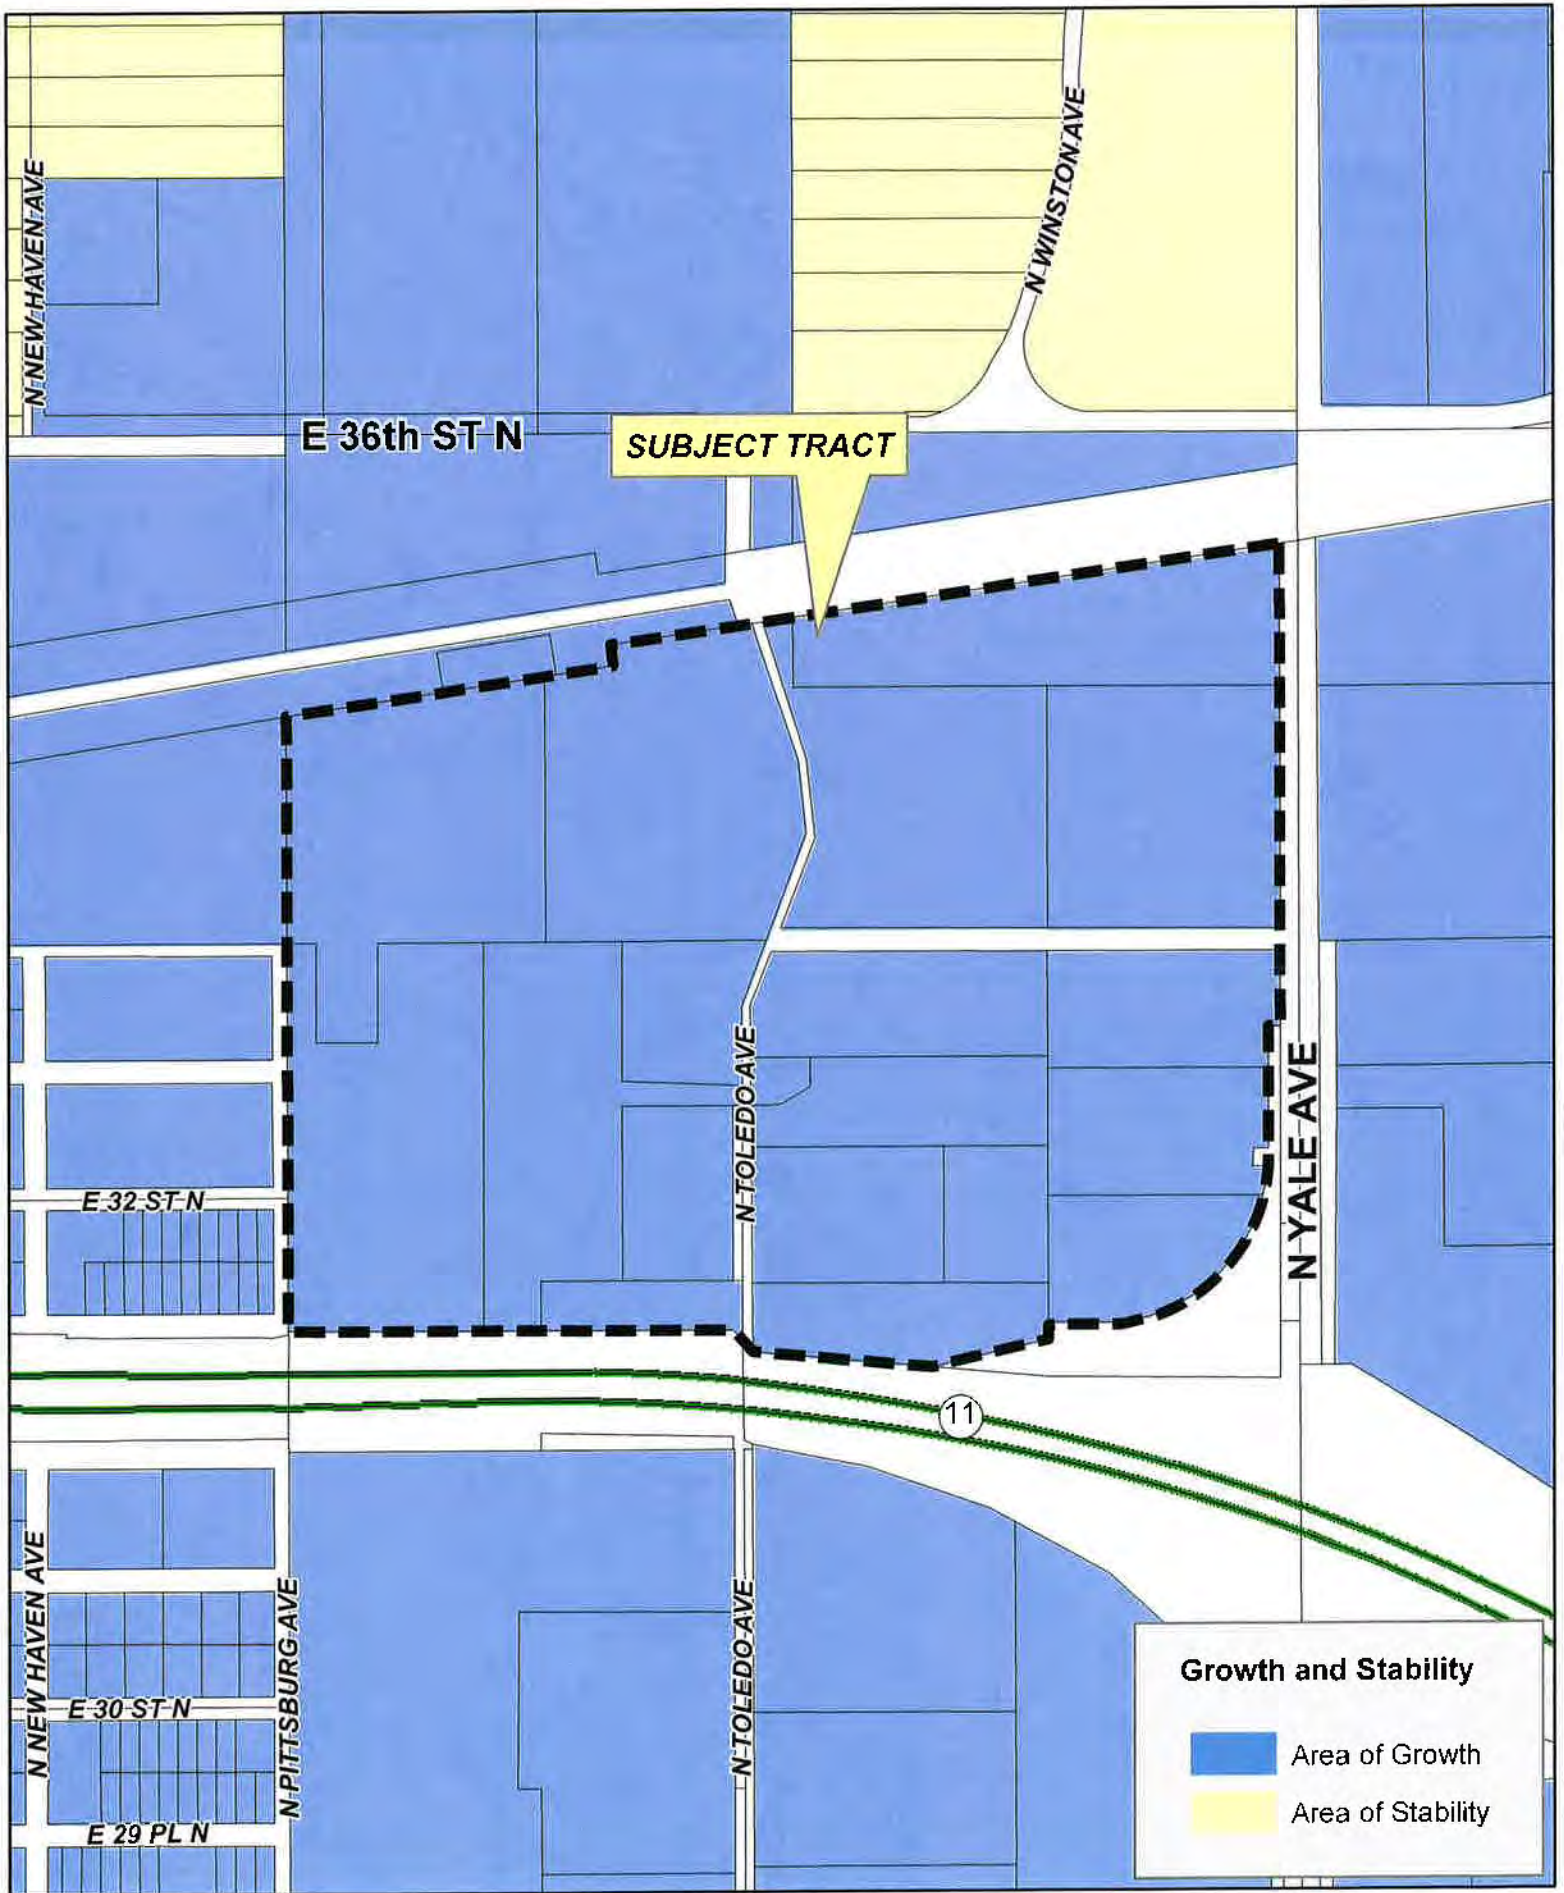 N NEW HAVEN AVE
N WINSTON AVE
E 36th ST N
SUBJECT TRACT
N TOLEDO AVE
N YALE AVE
E 32 ST N
11
N NEW HAVEN AVE
N PITTSBURG AVE
N TOLEDO AVE
E 30 ST N
E 29 PL N
Growth and Stability
Area of Growth
Area of Stability